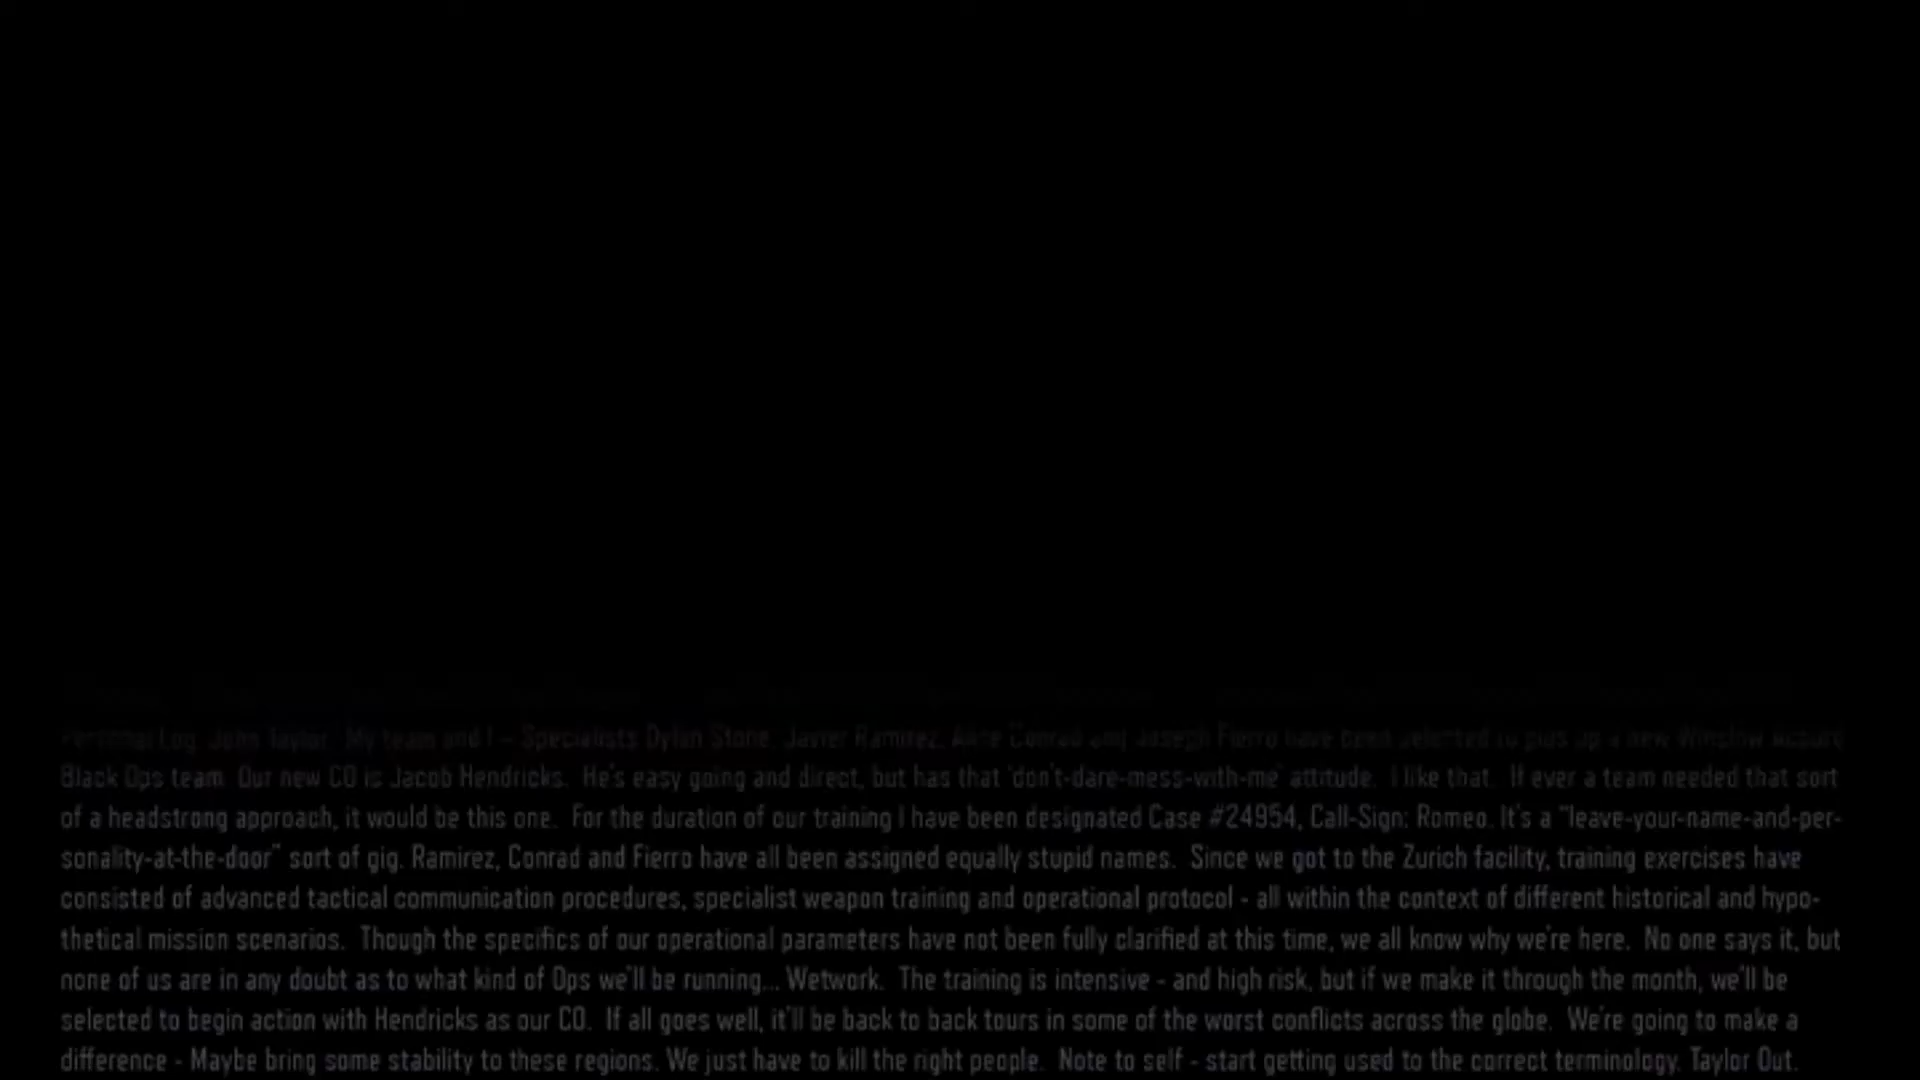 Personal Log, John Taylor. My team and I - Specialists Dylan Stone, Javier Ramirez, Alice Conrad and Joseph Fierro have been selected to plus up a new Winslow Accord
Black Ops team. Our new CO is Jacob Hendricks. He's easy going and direct, but has that 'don't-dare-mess-with-me' attitude. I like that. If ever a team needed that sort
of a headstrong approach, it would be this one. For the duration of our training I have been designated Case #24954, Call-Sign: Romeo. It's a "leave-your-name-and-per-
sonality-at-the-door" sort of gig. Ramirez, Conrad and Fierro have all been assigned equally stupid names. Since we got to the Zurich facility, training exercises have
consisted of advanced tactical communication procedures, specialist weapon training and operational protocol - all within the context of different historical and hypo-
thetical mission scenarios. Though the specifics of our operational parameters have not been fully clarified at this time, we all know why we're here. No one says it, but
none of us are in any doubt as to what kind of Ops we'll be running... Wetwork. The training is intensive - and high risk, but if we make it through the month, we'll be
selected to begin action with Hendricks as our CO. If all goes well, it'll be back to back tours in some of the worst conflicts across the globe. We're going to make a
difference - Maybe bring some stability to these regions. We just have to kill the right people. Note to self - start getting used to the correct terminology. Taylor Out.